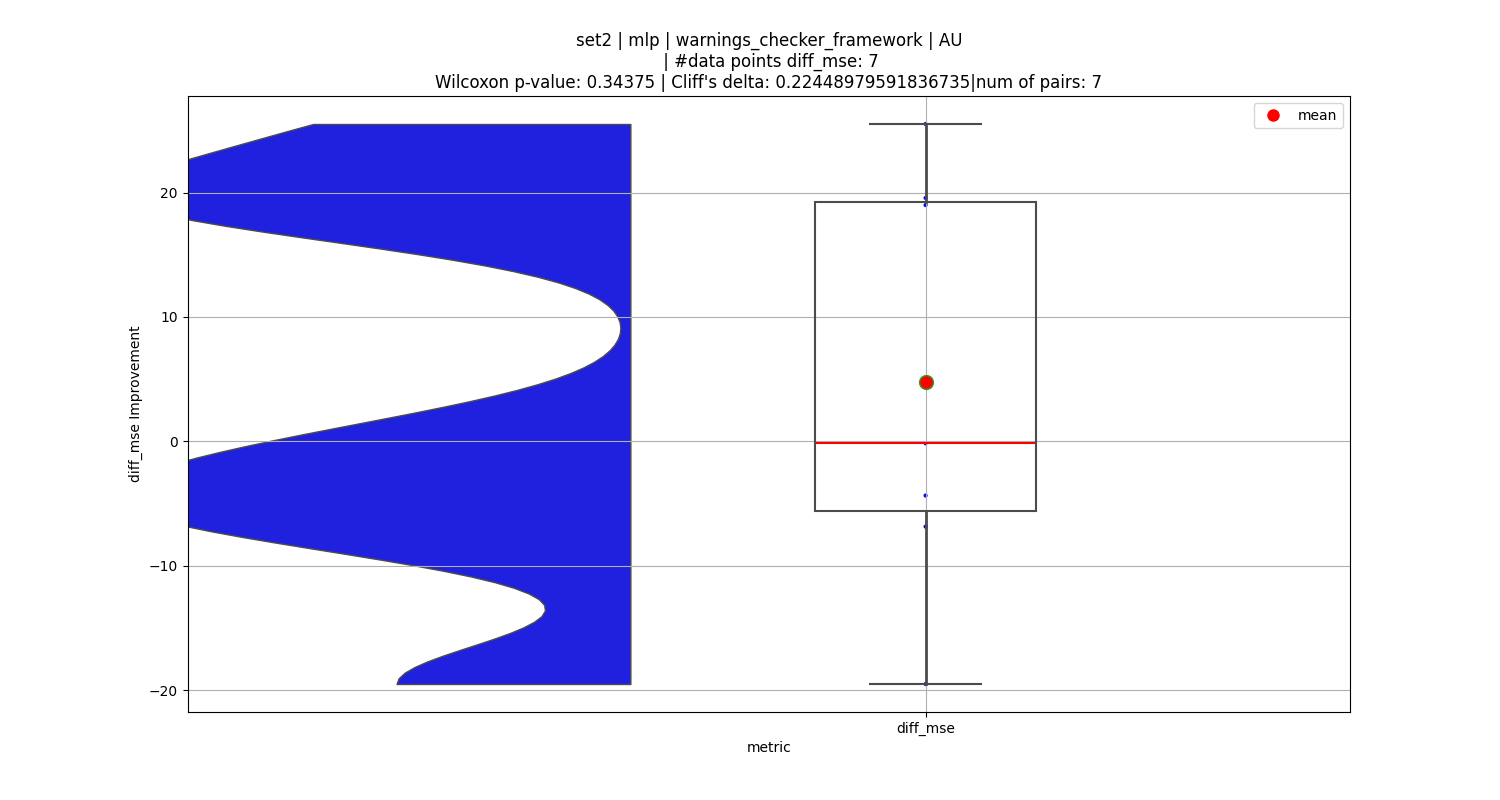 set2 | mlp | warnings_checker_framework | AU
| #data points diff_mse: 7
Wilcoxon p-value: 0.34375 | Cliff's delta: 0.22448979591836735|num of pairs: 7
mean
20
10
0
−10
−20
diff_mse Improvement
diff_mse
metric